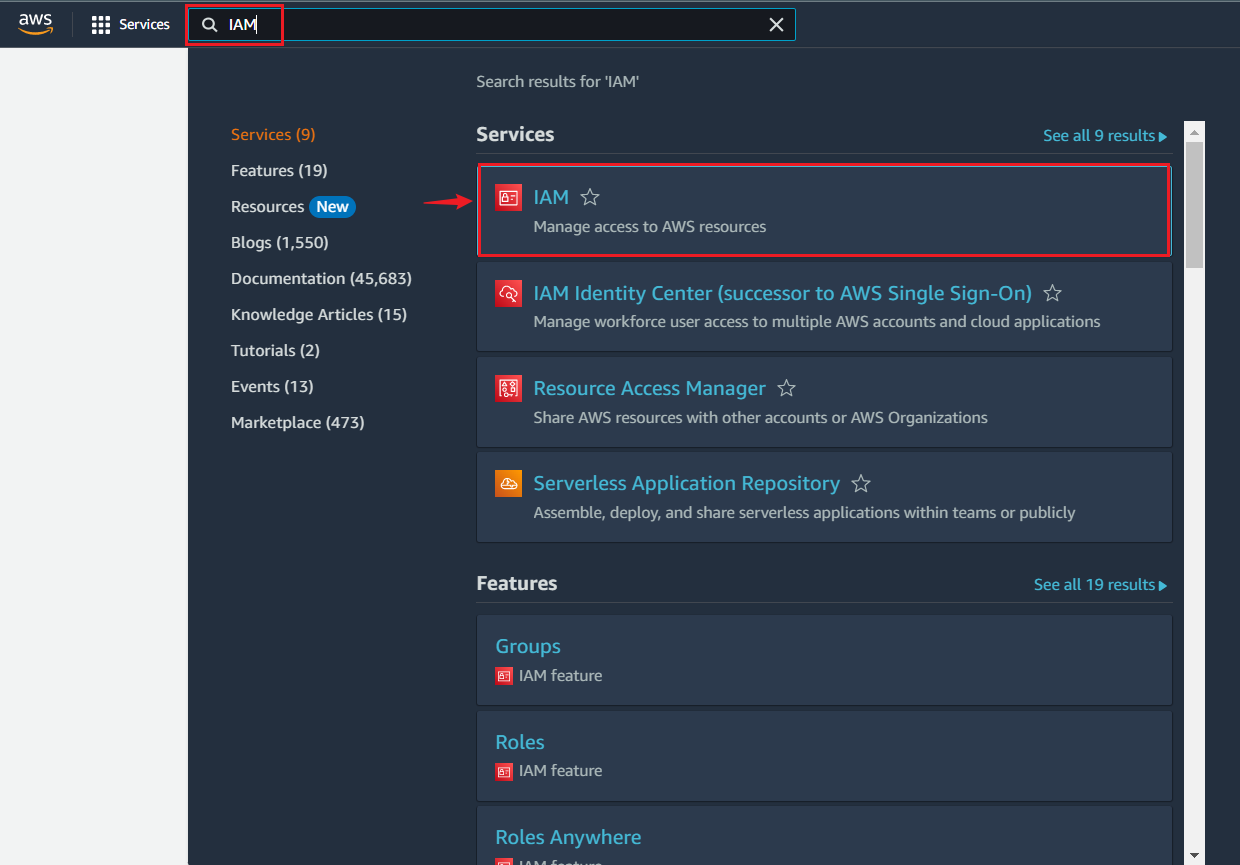 aws
Services
IAM
Search results for 'IAM'
Services (9)
Features (19)
Resources New
Blogs (1,550)
Documentation (45,683)
Knowledge Articles (15)
Tutorials (2)
Events (13)
Marketplace (473)
Services
See all 9 results
IAM
Manage access to AWS resources
IAM Identity Center (successor to AWS Single Sign-On)
Manage workforce user access to multiple AWS accounts and cloud applications
Resource Access Manager
Share AWS resources with other accounts or AWS Organizations
Serverless Application Repository
Assemble, deploy, and share serverless applications within teams or publicly
Features
See all 19 results
Groups
IAM feature
Roles
IAM feature
Roles Anywhere
IAM feature